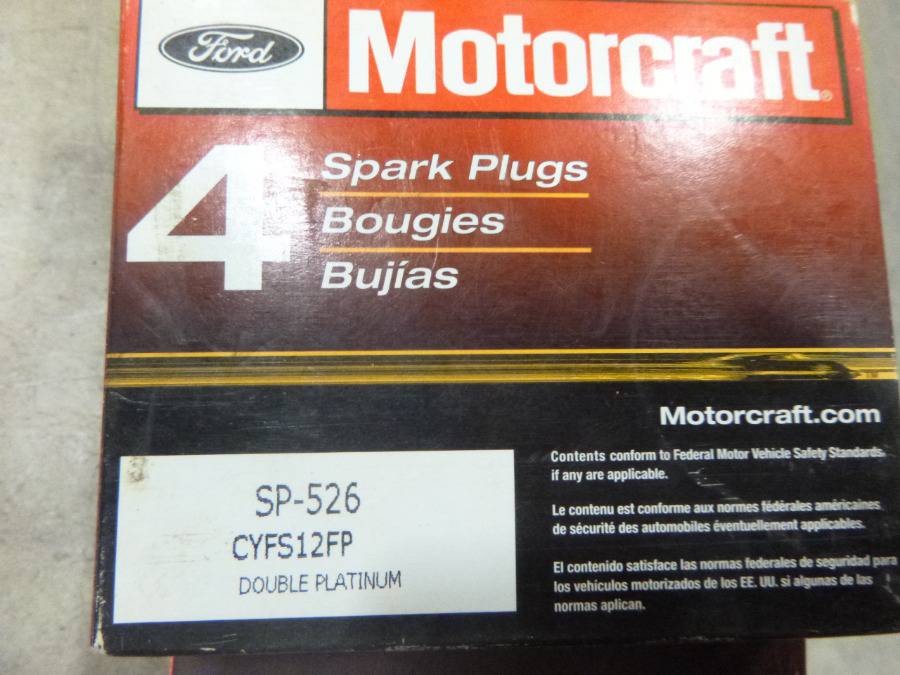 Ford
Motorcraft®
4
Spark Plugs
Bougies
Bujías
Motorcraft.com
Contents conform to Federal Motor Vehicle Safety Standards,
if any are applicable.
Le contenu est conforme aux normes fédérales américaines
de sécurité des automobiles éventuellement applicables.
El contenido satisface las normas federales de seguridad para
los vehículos motorizados de los EE. UU. si algunas de las
normas aplican.
SP-526
CYFS12FP
DOUBLE PLATINUM